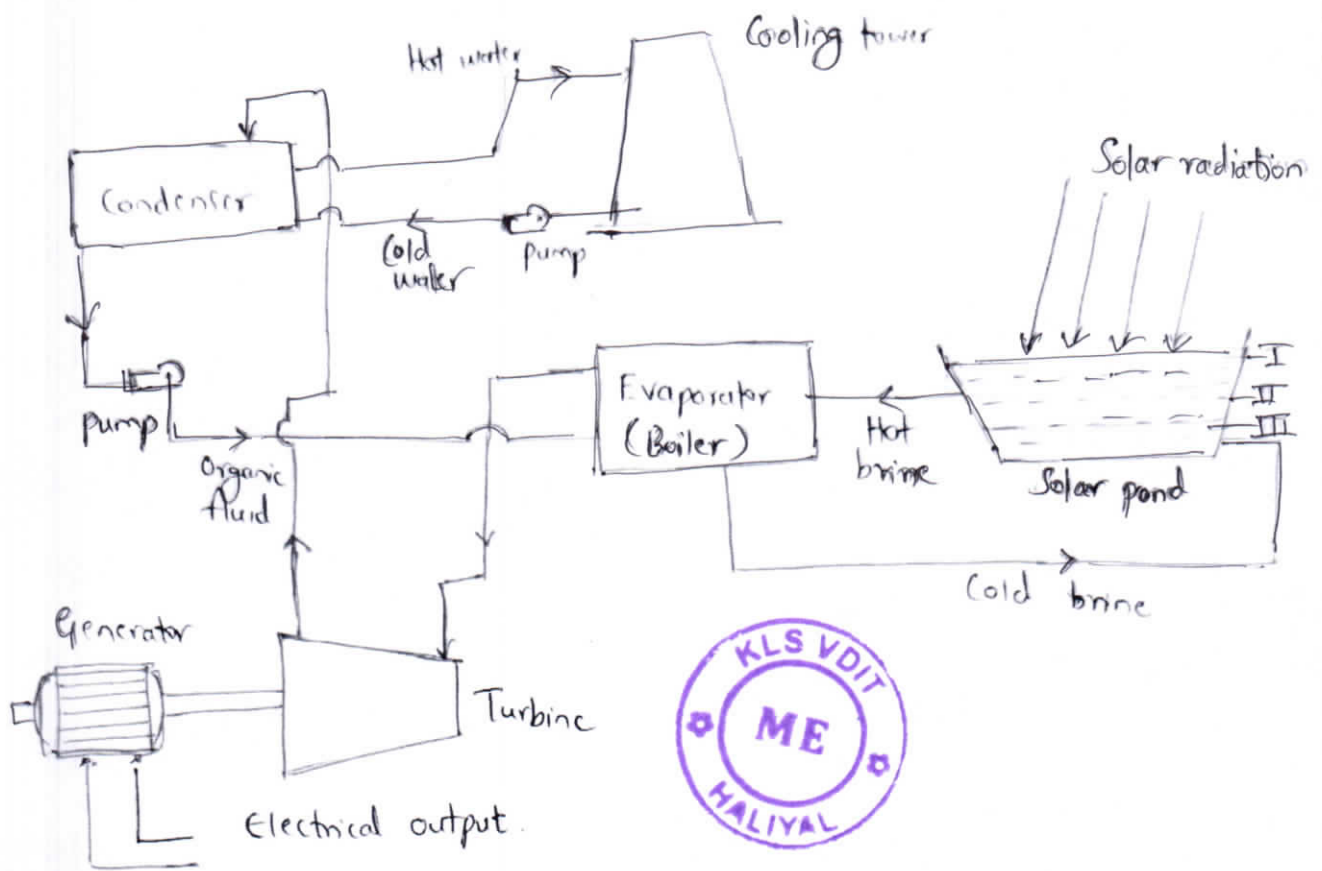 Cooling tower
Hot water
Solar radiation
Condenser
Cold
water
Pump
I
II
III
Evaporator
(Boiler)
Hot
brine
Solar pond
Pump
Organic
fluid
Cold brine
Generator
Turbine
KLS VDIT
ME
HALIYAL
Electrical output.